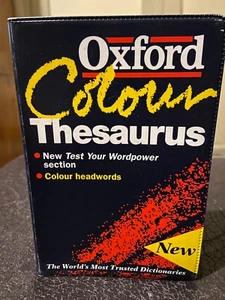 Oxford
Colour
Thesaurus
• New Test Your Wordpower
section
• Colour headwords
New
The World's Most Trusted Dictionaries